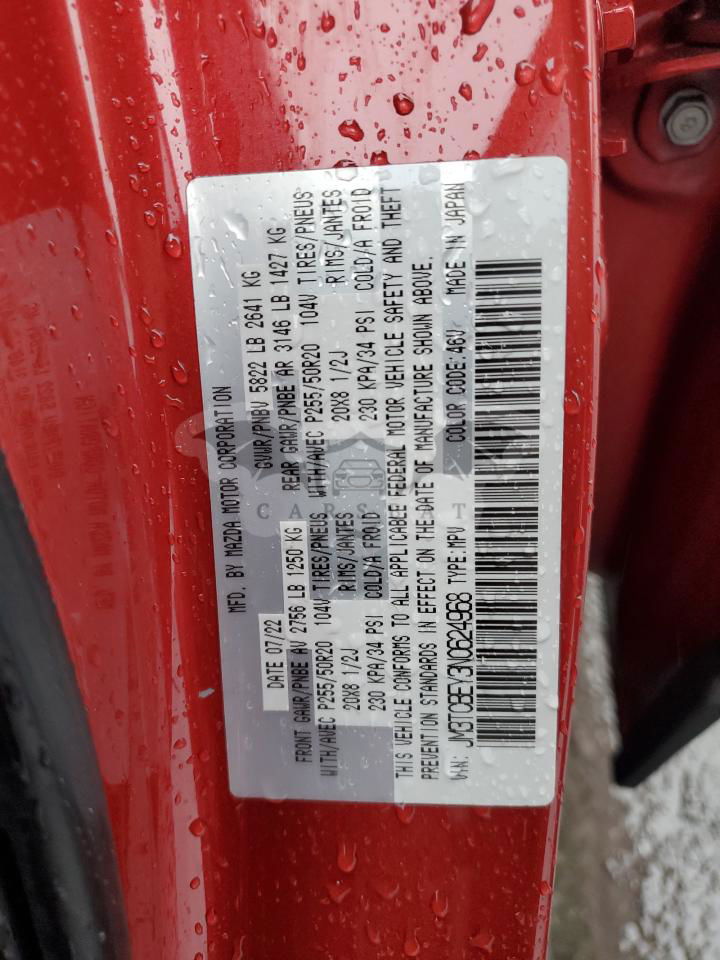 MFD. BY MAZDA MOTOR CORPORATION
DATE 07/22 GVWR/PNBV 5822 LB 2641 KG
FRONT GAWR/PNBE AV 2756 LB 1250 KG REAR GAWR/PNBE AR 3146 LB 1427 KG
WITH/AVEC P255/50R20 104V TIRES/PNEUS WITH/AVEC P255/50R20 104V TIRES/PNEUS
20X8 1/2J RIMS/JANTES 20X8 1/2J RIMS/JANTES
230 KPA/34 PSI COLD/A FROID 230 KPA/34 PSI COLD/A FROID
THIS VEHICLE CONFORMS TO ALL APPLICABLE FEDERAL MOTOR VEHICLE SAFETY AND THEFT
PREVENTION STANDARDS IN EFFECT ON THE DATE OF MANUFACTURE SHOWN ABOVE.
VIN: JM3TCBEY3N0624968 TYPE: MPV COLOR CODE: 46V MADE IN JAPAN